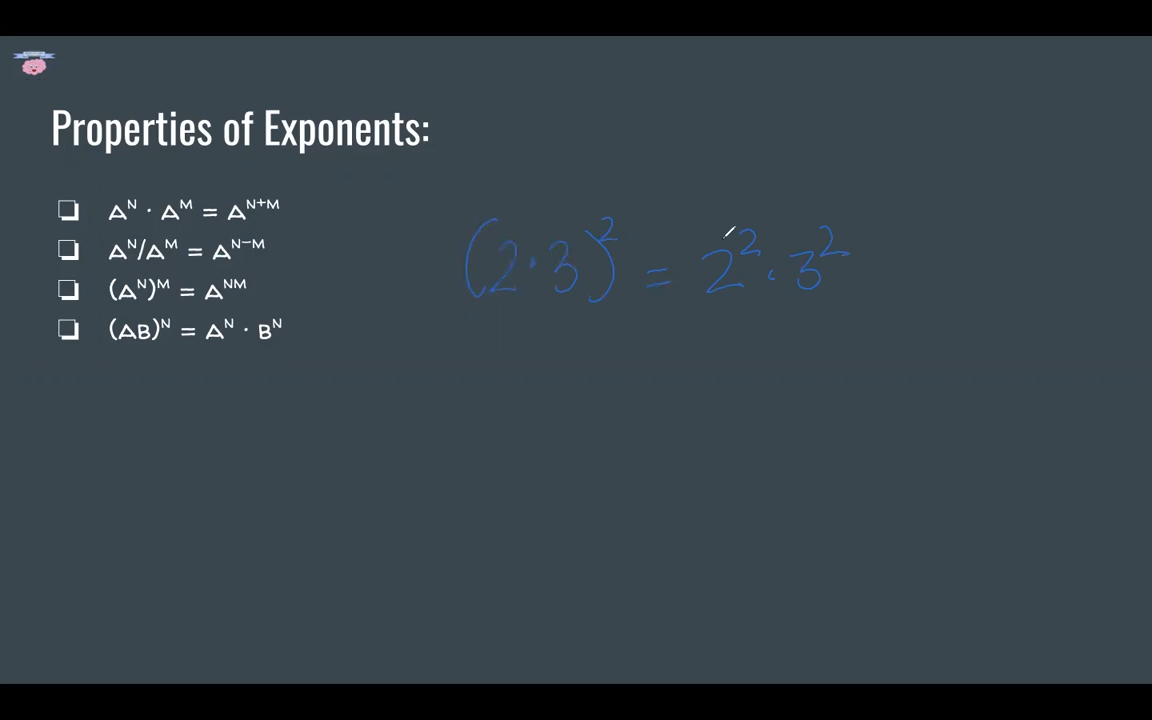 Properties of Exponents:
❏ Aᴺ · Aᴹ = Aᴺ⁺ᴹ
❏ Aᴺ/Aᴹ = Aᴺ⁻ᴹ
❏ (Aᴺ)ᴹ = Aᴺᴹ
❏ (AB)ᴺ = Aᴺ · Bᴺ
(2·3)² = 2² · 3²